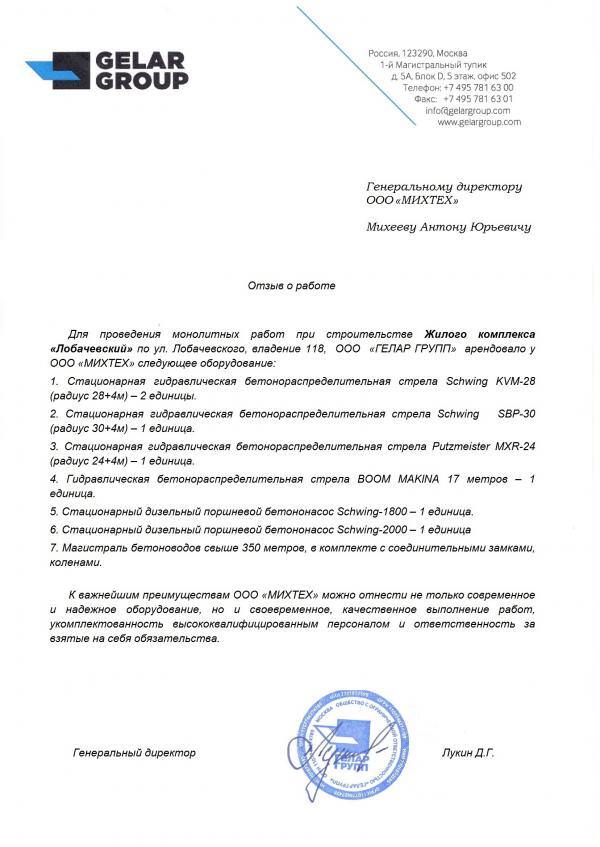 GELAR
GROUP
Россия, 123290, Москва
1-й Магистральный тупик
д. 5А, Блок D, 5 этаж, офис 502
Телефон: +7 495 781 63 00
Факс: +7 495 781 63 01
info@gelargroup.com
www.gelargroup.com
Генеральному директору
ООО «МИХТЕХ»
Михееву Антону Юрьевичу
Отзыв о работе
Для проведения монолитных работ при строительстве Жилого комплекса
«Лобачевский» по ул. Лобачевского, владение 118, ООО «ГЕЛАР ГРУПП» арендовало у
ООО «МИХТЕХ» следующее оборудование:
1. Стационарная гидравлическая бетонораспределительная стрела Schwing KVM-28
(радиус 28+4м) – 2 единицы.
2. Стационарная гидравлическая бетонораспределительная стрела Schwing SBP-30
(радиус 30+4м) – 1 единица.
3. Стационарная гидравлическая бетонораспределительная стрела Putzmeister MXR-24
(радиус 24+4м) – 1 единица.
4. Гидравлическая бетонораспределительная стрела BOOM MAKINA 17 метров – 1
единица.
5. Стационарный дизельный поршневой бетононасос Schwing-1800 – 1 единица.
6. Стационарный дизельный поршневой бетононасос Schwing-2000 – 1 единица
7. Магистраль бетоноводов свыше 350 метров, в комплекте с соединительными замками,
коленами.
К важнейшим преимуществам ООО «МИХТЕХ» можно отнести не только современное
и надежное оборудование, но и своевременное, качественное выполнение работ,
укомплектованность высококвалифицированным персоналом и ответственность за
взятые на себя обязательства.
МОСКВА ОБЩЕСТВО С ОГРАНИЧЕННОЙ ОТВЕТСТВЕННОСТЬЮ «ГЕЛАР ГРУПП»
ГЕЛАР
ГРУПП
Генеральный директор
Лукин Д.Г.